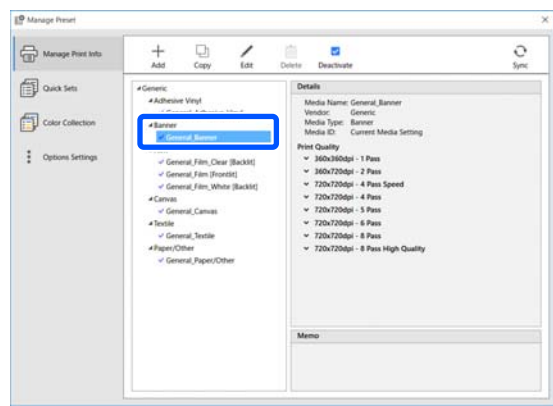 Manage Preset
Manage Print Info
Quick Sets
Color Collection
Options Settings
Add
Copy
Edit
Delete
Deactivate
Sync
Generic
Adhesive Vinyl
Banner
General_Banner
General_Film_Clear [Backlit]
General_Film [Frontlit]
General_Film_White [Backlit]
Canvas
General_Canvas
Textile
General_Textile
Paper/Other
General_Paper/Other
Details
Media Name: General_Banner
Vendor: Generic
Media Type: Banner
Media ID: Current Media Setting
Print Quality
360x360dpi - 1 Pass
360x720dpi - 2 Pass
720x720dpi - 4 Pass Speed
720x720dpi - 4 Pass
720x720dpi - 5 Pass
720x720dpi - 6 Pass
720x720dpi - 8 Pass
720x720dpi - 8 Pass High Quality
Memo